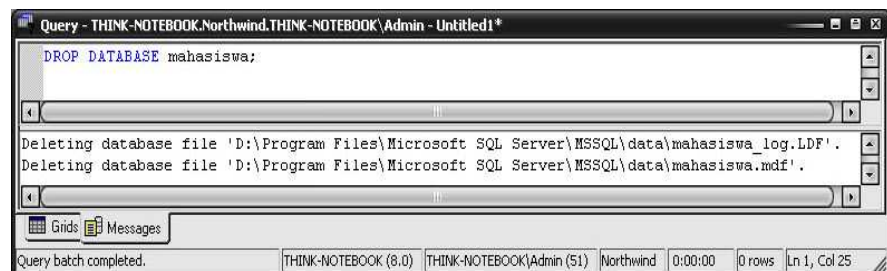 Query - THINK-NOTEBOOK.Northwind.THINK-NOTEBOOK\Admin - Untitled1*
DROP DATABASE mahasiswa;
Deleting database file 'D:\Program Files\Microsoft SQL Server\MSSQL\data\mahasiswa_log.LDF'.
Deleting database file 'D:\Program Files\Microsoft SQL Server\MSSQL\data\mahasiswa.mdf'.
Grids Messages
Query batch completed. THINK-NOTEBOOK (8.0) THINK-NOTEBOOK\Admin (51) Northwind 0:00:00 0 rows Ln 1, Col 25